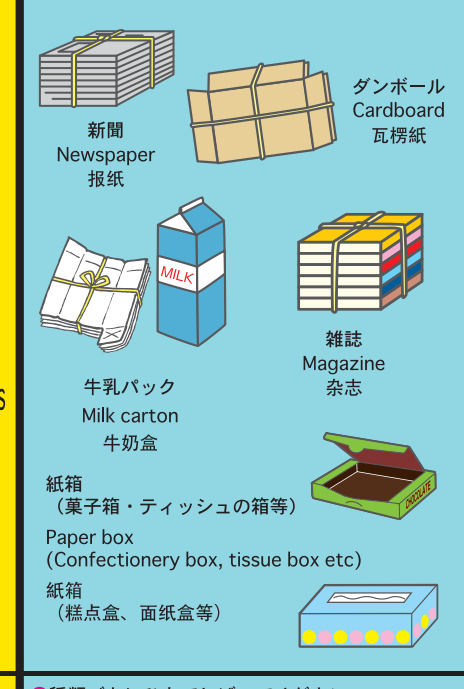 新聞
Newspaper
报纸
ダンボール
Cardboard
瓦楞紙
MILK
牛乳パック
Milk carton
牛奶盒
雑誌
Magazine
杂志
紙箱
（菓子箱・ティッシュの箱等）
CHOCOLATE
Paper box
(Confectionery box, tissue box etc)
紙箱
（糕点盒、面纸盒等）
s